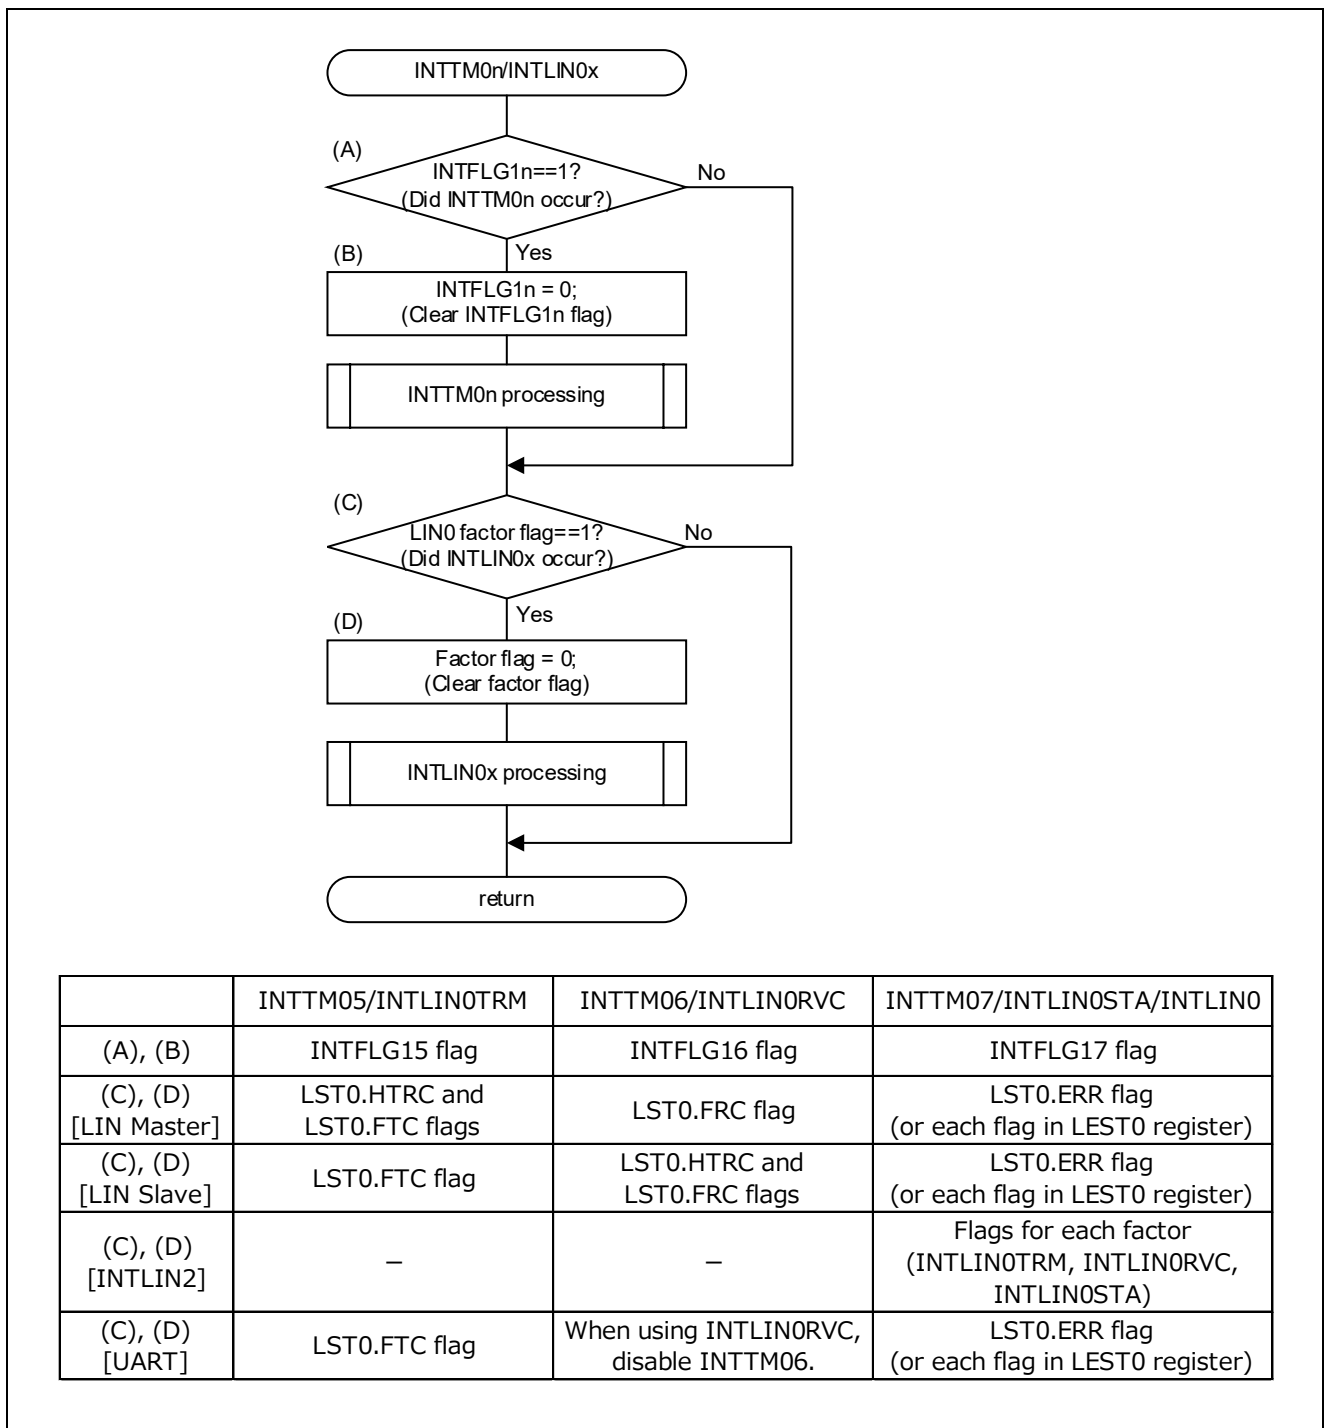 INTTM0n/INTLIN0x
(A)
INTFLG1n==1?
(Did INTTM0n occur?)
No
Yes
(B)
INTFLG1n = 0;
(Clear INTFLG1n flag)
INTTM0n processing
(C)
LIN0 factor flag==1?
(Did INTLIN0x occur?)
No
Yes
(D)
Factor flag = 0;
(Clear factor flag)
INTLIN0x processing
return
INTTM05/INTLIN0TRM
INTTM06/INTLIN0RVC
INTTM07/INTLIN0STA/INTLIN0
(A), (B)
INTFLG15 flag
INTFLG16 flag
INTFLG17 flag
(C), (D)
[LIN Master]
LST0.HTRC and
LST0.FTC flags
LST0.FRC flag
LST0.ERR flag
(or each flag in LEST0 register)
(C), (D)
[LIN Slave]
LST0.FTC flag
LST0.HTRC and
LST0.FRC flags
LST0.ERR flag
(or each flag in LEST0 register)
(C), (D)
[INTLIN2]
–
–
Flags for each factor
(INTLIN0TRM, INTLIN0RVC,
INTLIN0STA)
(C), (D)
[UART]
LST0.FTC flag
When using INTLIN0RVC,
disable INTTM06.
LST0.ERR flag
(or each flag in LEST0 register)